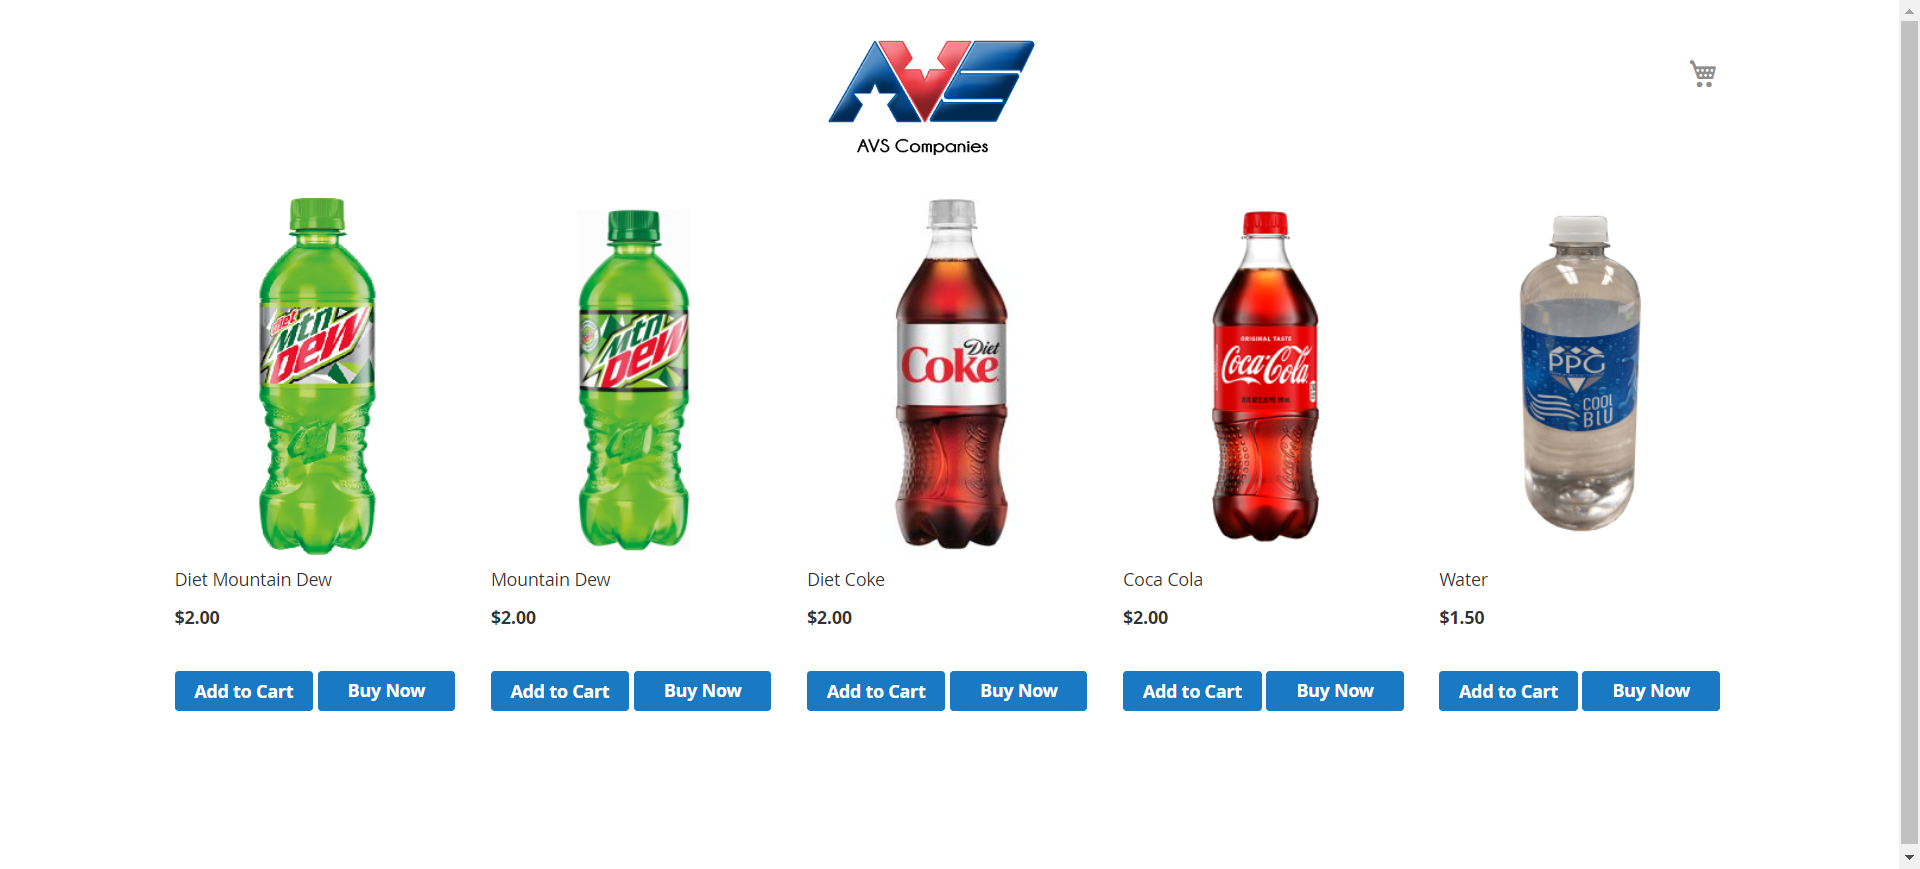 AVS
AVS Companies
diet
mtn
DEW
mtn
DEW
Diet
Coke
ORIGINAL TASTE
Coca-Cola
PPG
COOL
BLU
Diet Mountain Dew
Mountain Dew
Diet Coke
Coca Cola
Water
$2.00
$2.00
$2.00
$2.00
$1.50
Add to Cart
Buy Now
Add to Cart
Buy Now
Add to Cart
Buy Now
Add to Cart
Buy Now
Add to Cart
Buy Now